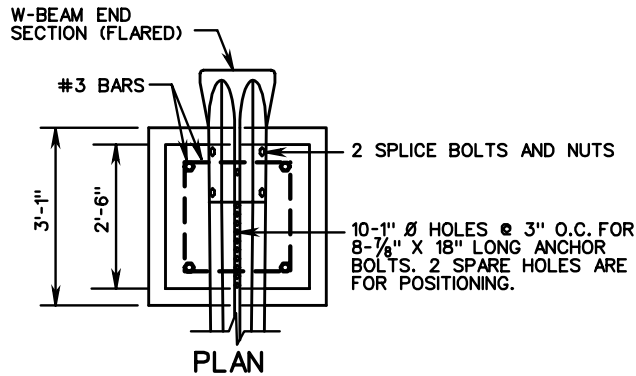 W-BEAM END
SECTION (FLARED)
#3 BARS
2 SPLICE BOLTS AND NUTS
3'-1"
2'-6"
10-1" Ø HOLES @ 3" O.C. FOR
8-7/8" X 18" LONG ANCHOR
BOLTS. 2 SPARE HOLES ARE
FOR POSITIONING.
PLAN